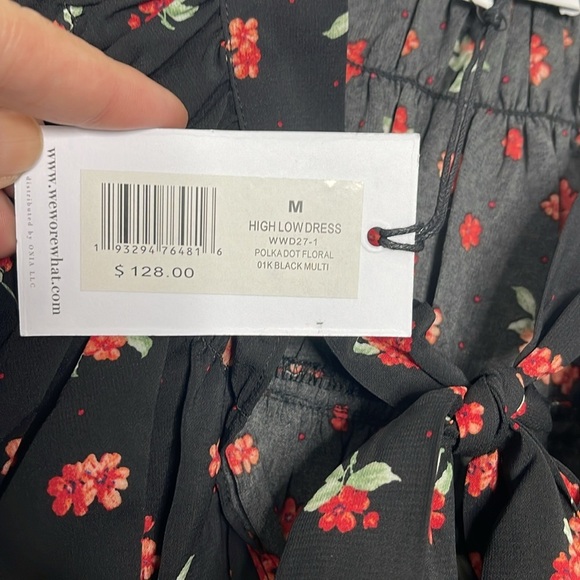 www.weworewhat.com
distributed by ONIA LLC
M
HIGH LOW DRESS
WWD27-1
POLKADOT FLORAL
01K BLACK MULTI
1 93294 76481 6
$ 128.00